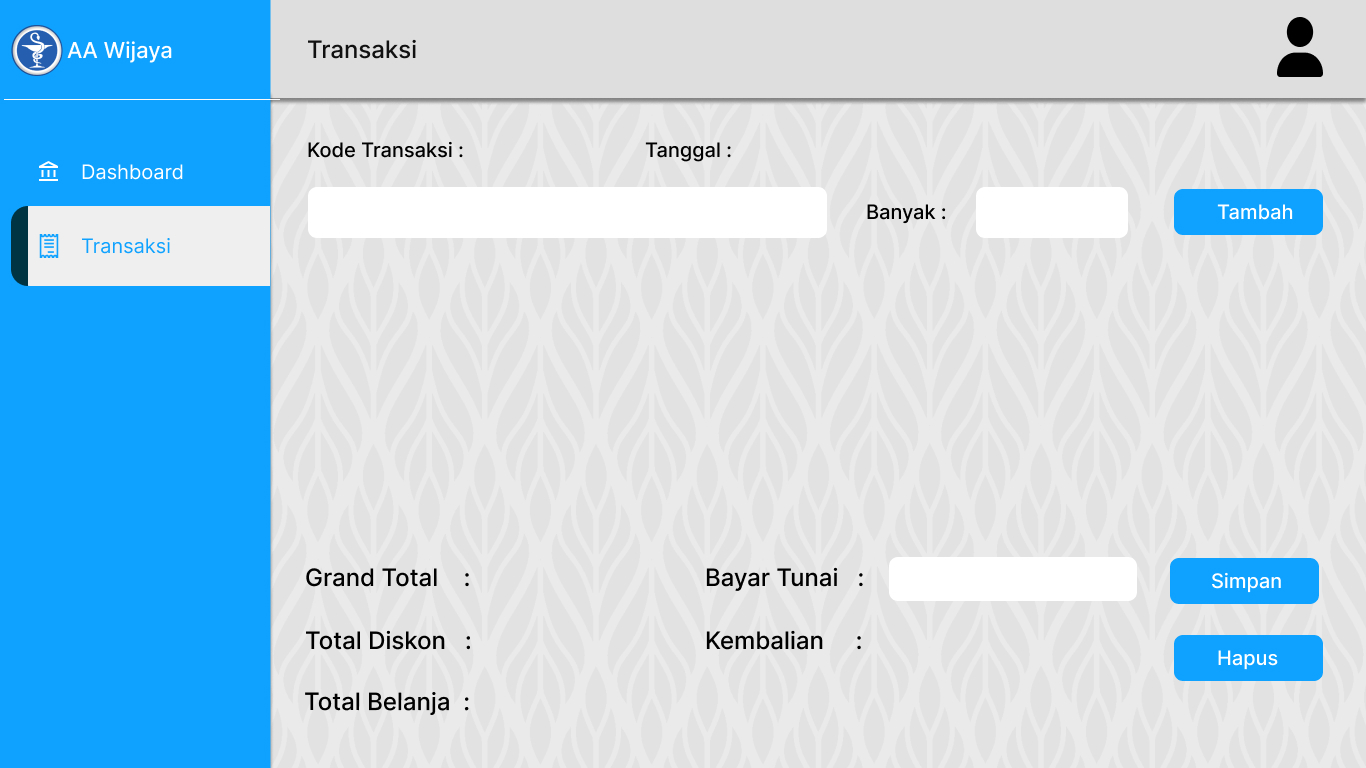 AA Wijaya
Transaksi
Dashboard
Transaksi
Kode Transaksi :
Tanggal :
Banyak :
Tambah
Grand Total :
Bayar Tunai :
Simpan
Total Diskon :
Kembalian :
Hapus
Total Belanja :